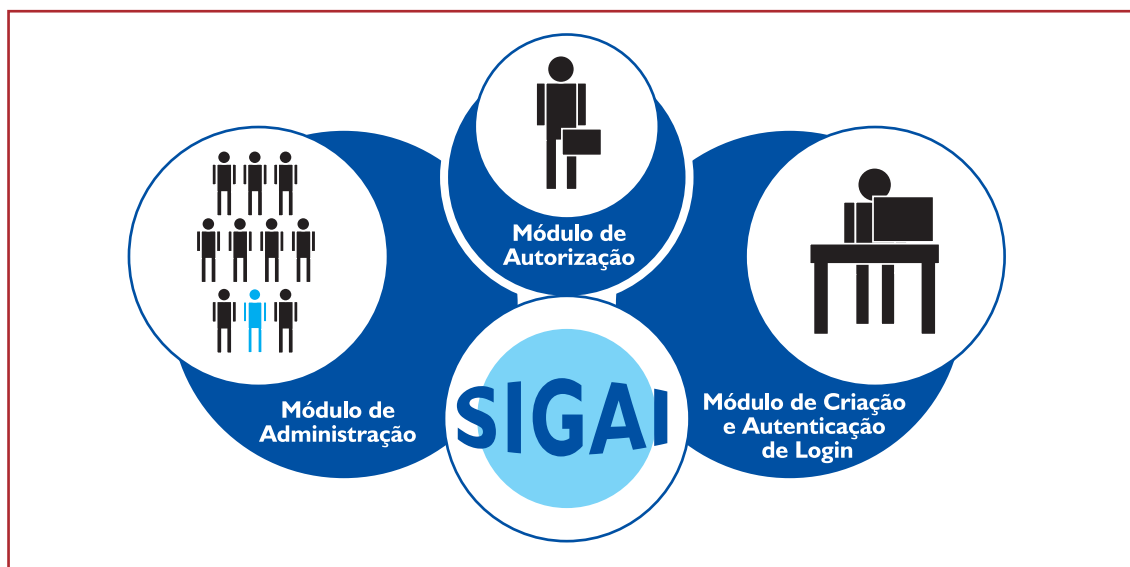 Módulo de
Autorização
Módulo de
Administração
SIGAI
Módulo de Criação
e Autenticação
de Login